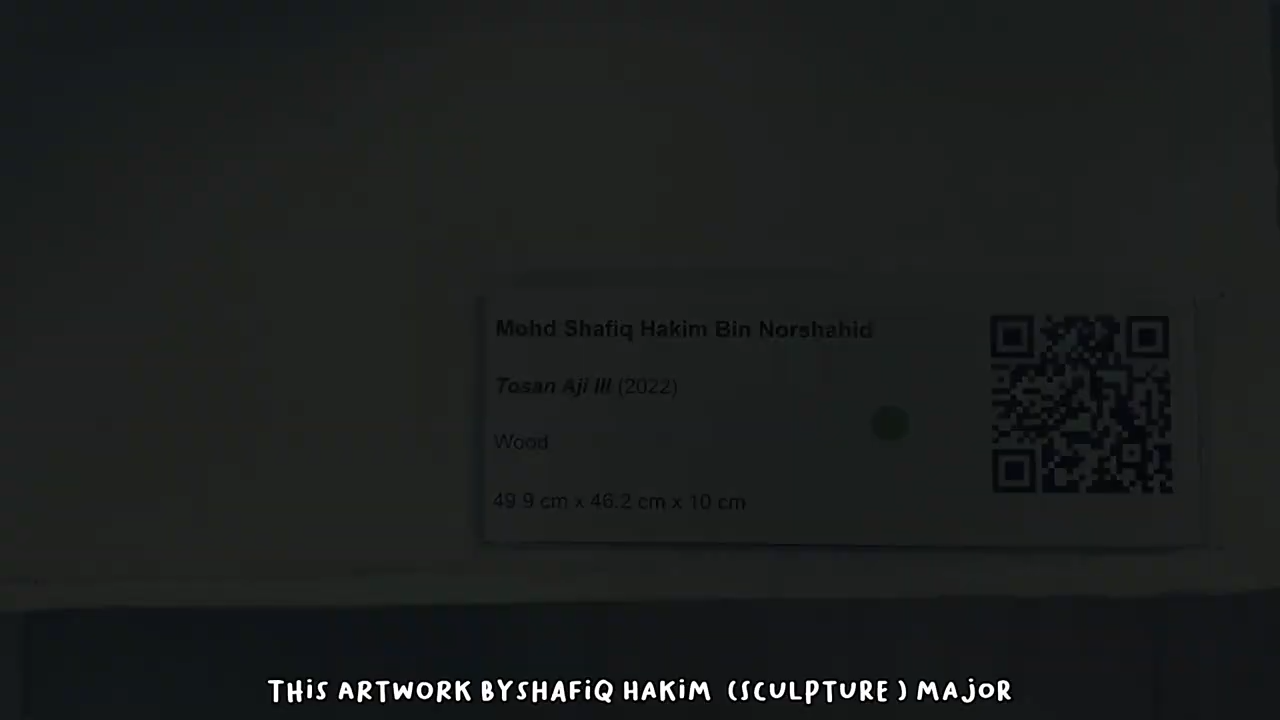 Mohd Shafiq Hakim Bin Norshahid
Tosan Aji III (2022)
Wood
49.9 cm x 46.2 cm x 10 cm
THIS ARTWORK BYSHAFIQ HAKIM (SCULPTURE) MAJOR